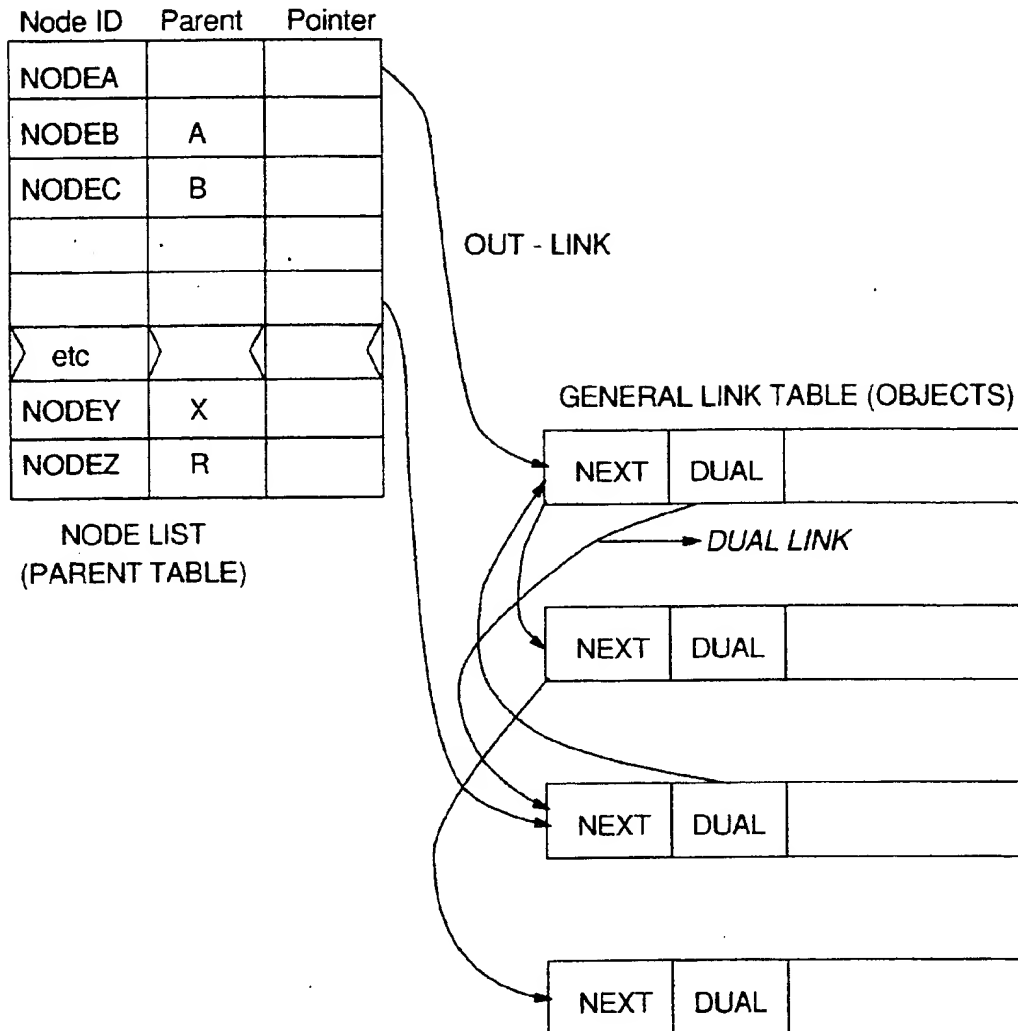 Node ID Parent Pointer
NODEA
NODEB A
NODEC B
etc
NODEY X
NODEZ R
NODE LIST
(PARENT TABLE)
OUT - LINK
GENERAL LINK TABLE (OBJECTS)
NEXT DUAL
DUAL LINK
NEXT DUAL
NEXT DUAL
NEXT DUAL